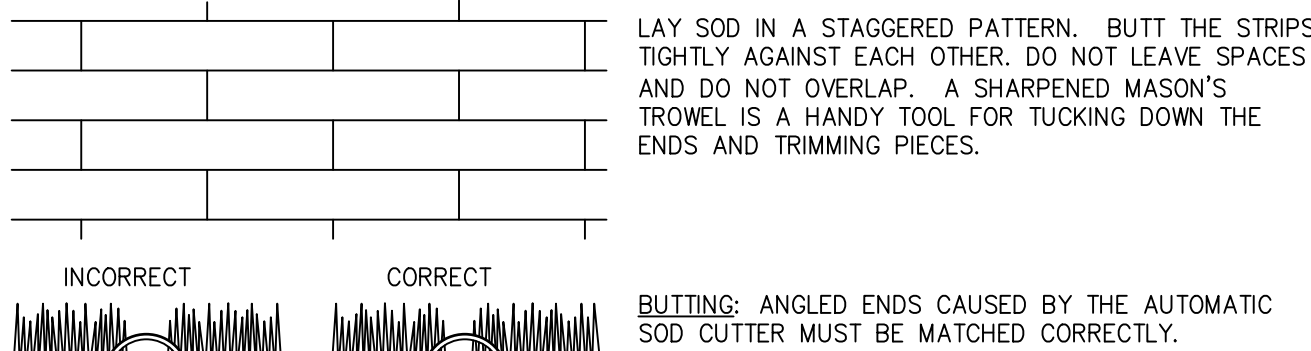 LAY SOD IN A STAGGERED PATTERN. BUTT THE STRIPS
TIGHTLY AGAINST EACH OTHER. DO NOT LEAVE SPACES
AND DO NOT OVERLAP. A SHARPENED MASON'S
TROWEL IS A HANDY TOOL FOR TUCKING DOWN THE
ENDS AND TRIMMING PIECES.
INCORRECT
CORRECT
BUTTING: ANGLED ENDS CAUSED BY THE AUTOMATIC
SOD CUTTER MUST BE MATCHED CORRECTLY.